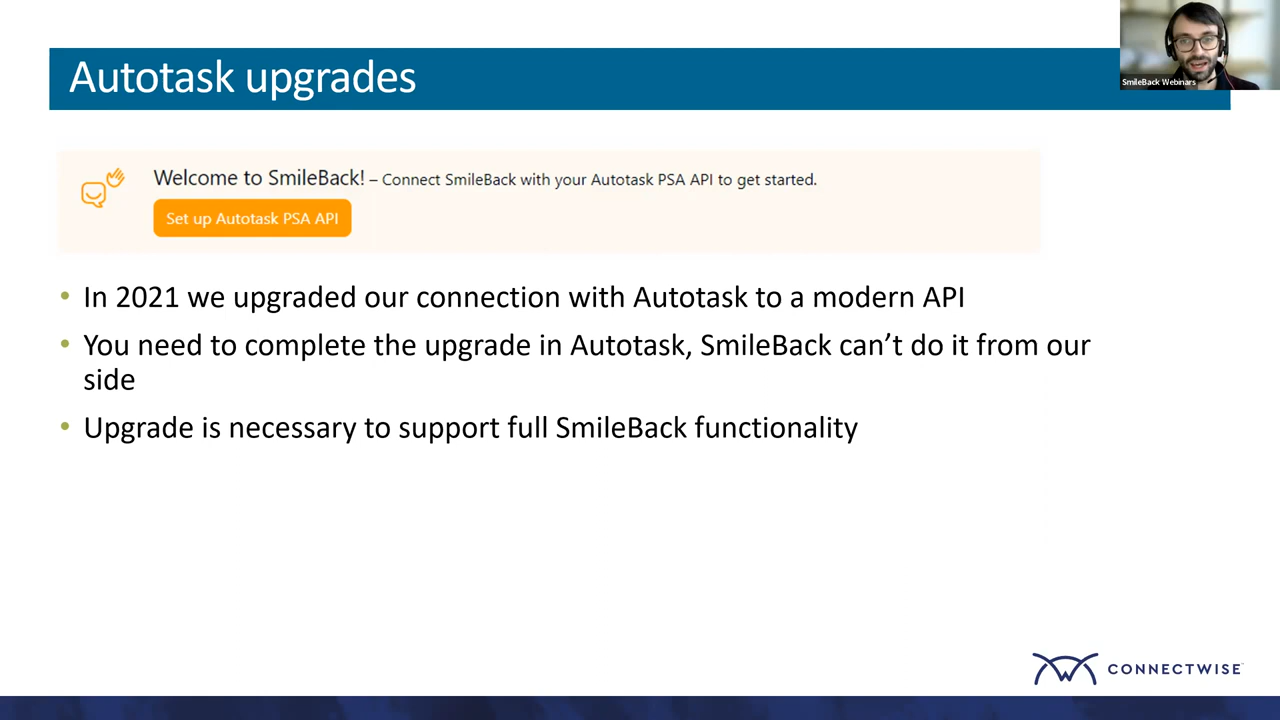 Autotask upgrades
SmileBack Webinars
Welcome to SmileBack! – Connect SmileBack with your Autotask PSA API to get started.
Set up Autotask PSA API
• In 2021 we upgraded our connection with Autotask to a modern API
• You need to complete the upgrade in Autotask, SmileBack can’t do it from our
side
• Upgrade is necessary to support full SmileBack functionality
CONNECTWISE